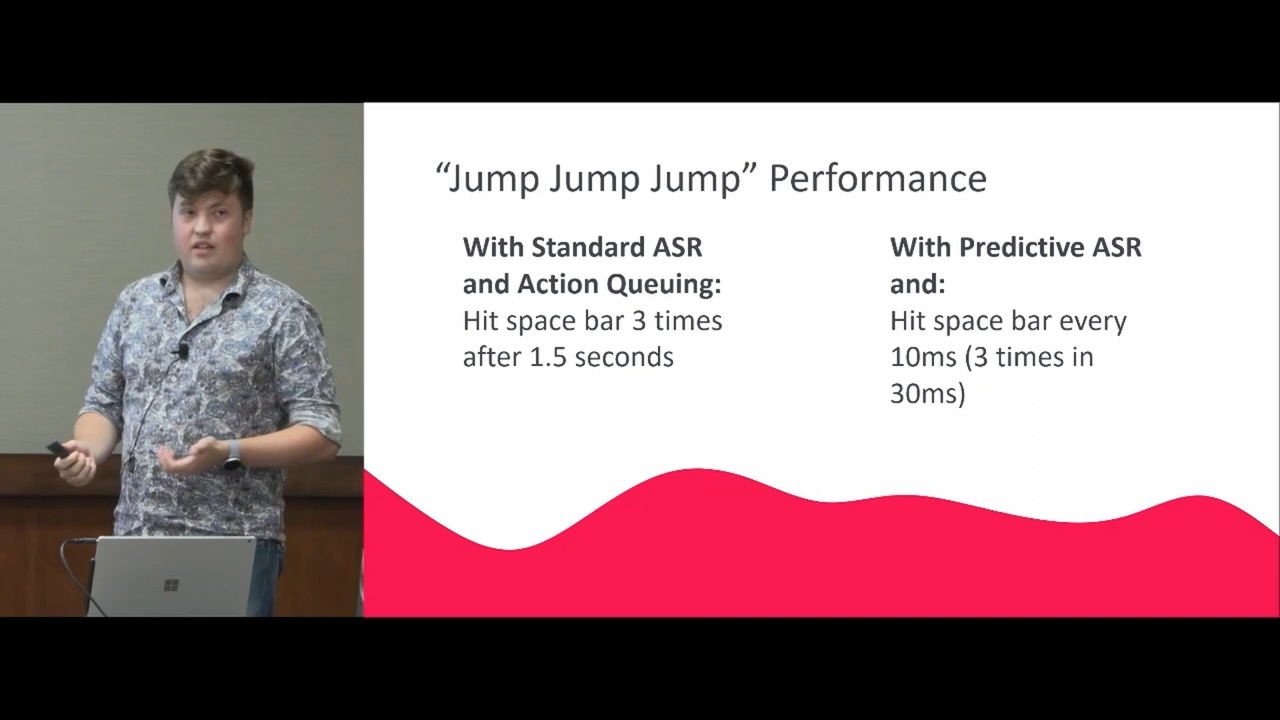 “Jump Jump Jump” Performance
With Standard ASR
and Action Queuing:
Hit space bar 3 times
after 1.5 seconds
With Predictive ASR
and:
Hit space bar every
10ms (3 times in
30ms)